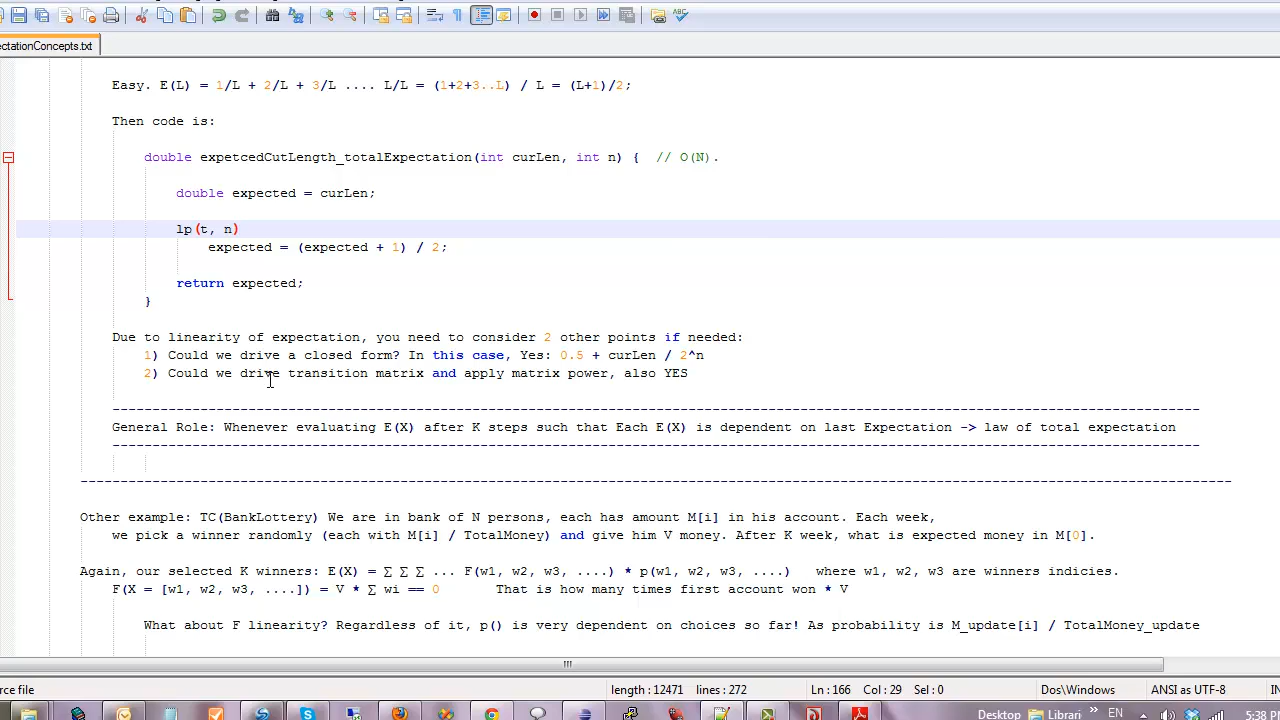 ectationConcepts.txt
Easy. E(L) = 1/L + 2/L + 3/L .... L/L = (1+2+3..L) / L = (L+1)/2;
Then code is:
double expetcedCutLength_totalExpectation(int curLen, int n) { // O(N).
double expected = curLen;
lp(t, n)
expected = (expected + 1) / 2;
return expected;
}
Due to linearity of expectation, you need to consider 2 other points if needed:
1) Could we drive a closed form? In this case, Yes: 0.5 + curLen / 2^n
2) Could we drive transition matrix and apply matrix power, also YES
----------------------------------------------------------------------------------------------------------------------------------------
General Role: Whenever evaluating E(X) after K steps such that Each E(X) is dependent on last Expectation -> law of total expectation
----------------------------------------------------------------------------------------------------------------------------------------
------------------------------------------------------------------------------------------------------------------------------------------------
Other example: TC(BankLottery) We are in bank of N persons, each has amount M[i] in his account. Each week,
we pick a winner randomly (each with M[i] / TotalMoney) and give him V money. After K week, what is expected money in M[0].
Again, our selected K winners: E(X) = ∑ ∑ ∑ ... F(w1, w2, w3, ....) * p(w1, w2, w3, ....) where w1, w2, w3 are winners indicies.
F(X = [w1, w2, w3, ....]) = V * ∑ wi == 0 That is how many times first account won * V
What about F linearity? Regardless of it, p() is very dependent on choices so far! As probability is M_update[i] / TotalMoney_update
rce file length : 12471 lines : 272 Ln : 166 Col : 29 Sel : 0 Dos\Windows ANSI as UTF-8 IN
Desktop Librari » EN 5:38 P